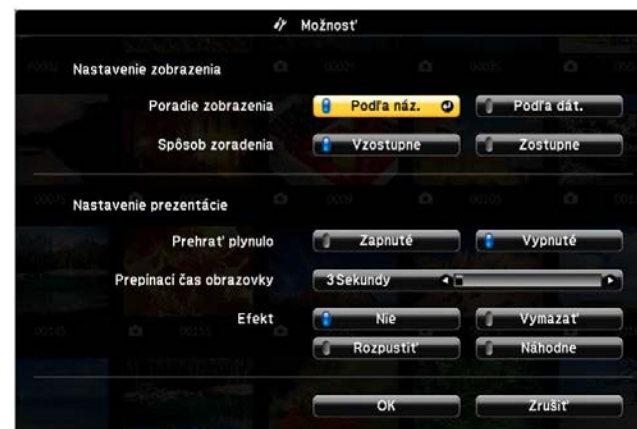 Možnosť
Nastavenie zobrazenia
Poradie zobrazenia Podľa náz. Podľa dát.
Spôsob zoradenia Vzostupne Zostupne
Nastavenie prezentácie
Prehrať plynulo Zapnuté Vypnuté
Prepínací čas obrazovky 3Sekundy
Efekt Nie Vymazať
Rozpustiť Náhodne
OK Zrušiť